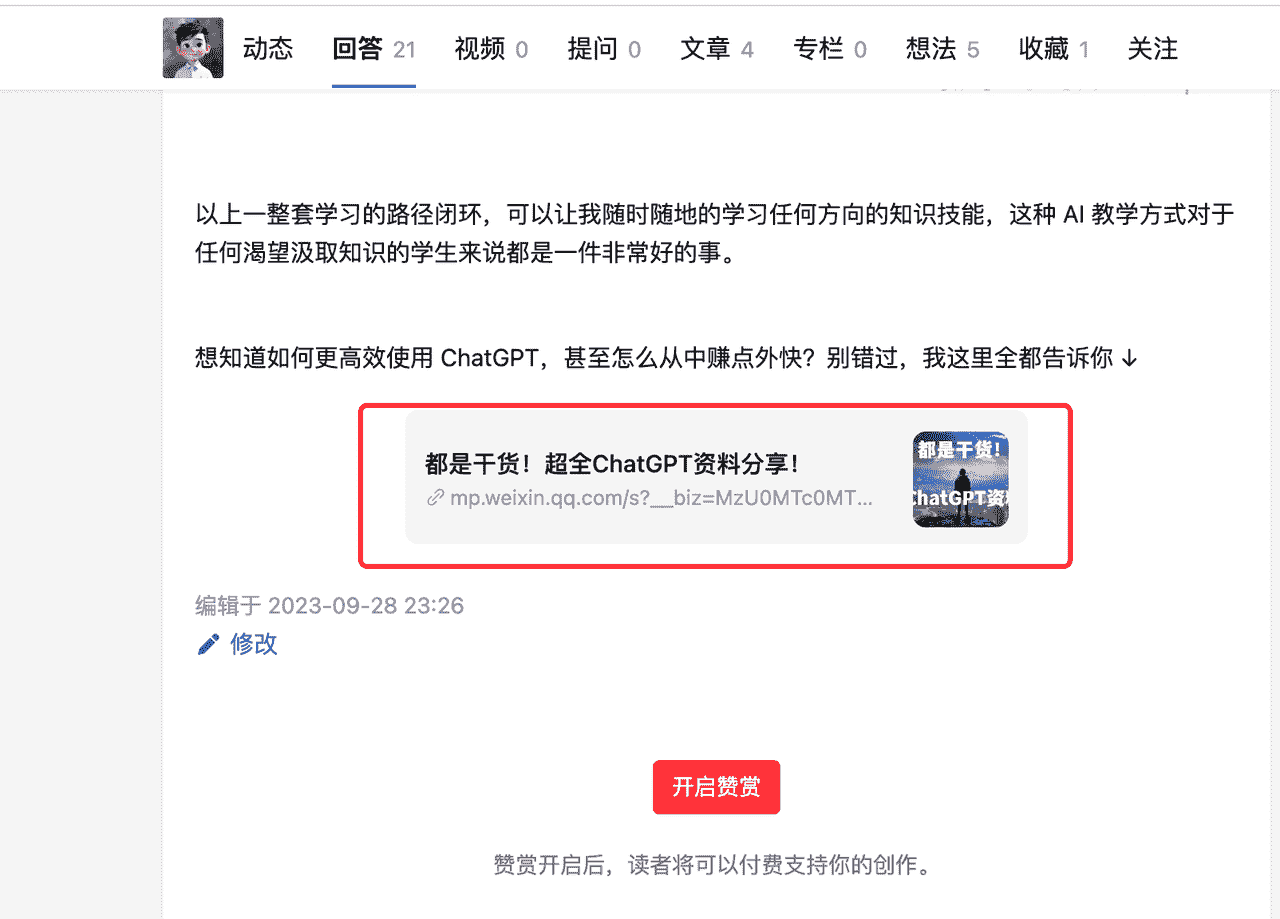 动态 回答 21 视频 0 提问 0 文章 4 专栏 0 想法 5 收藏 1 关注
以上一整套学习的路径闭环，可以让我随时随地的学习任何方向的知识技能，这种 AI 教学方式对于
任何渴望汲取知识的学生来说都是一件非常好的事。
想知道如何更高效使用 ChatGPT，甚至怎么从中赚点外快？别错过，我这里全都告诉你 ↓
都是干货！超全ChatGPT资料分享！
mp.weixin.qq.com/s?__biz=MzU0MTc0MT...
都是干货！
ChatGPT资料
编辑于 2023-09-28 23:26
修改
开启赞赏
赞赏开启后，读者将可以付费支持你的创作。